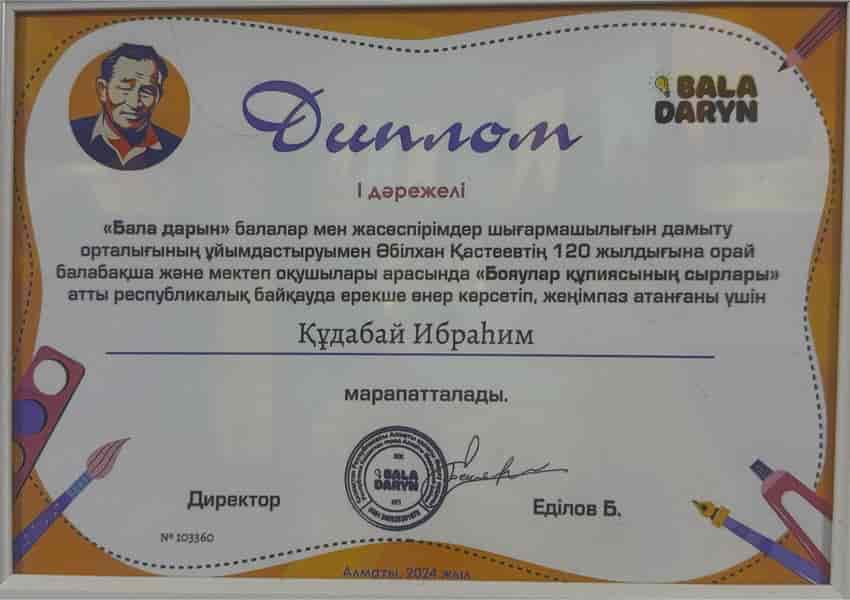 BALA
DARYN
Диплом
І дәрежелі
«Бала дарын» балалар мен жасөспірімдер шығармашылығын дамыту
орталығының ұйымдастыруымен Әбілхан Қастеевтің 120 жылдығына орай
балабақша және мектеп оқушылары арасында «Бояулар құпиясының сырлары»
атты республикалық байқауда ерекше өнер көрсетіп, жеңімпаз атанғаны үшін
Құдабай Ибраһим
марапатталады.
BALA
DARYN
Директор
Еділов Б.
№ 103360
Алматы, 2024 жыл